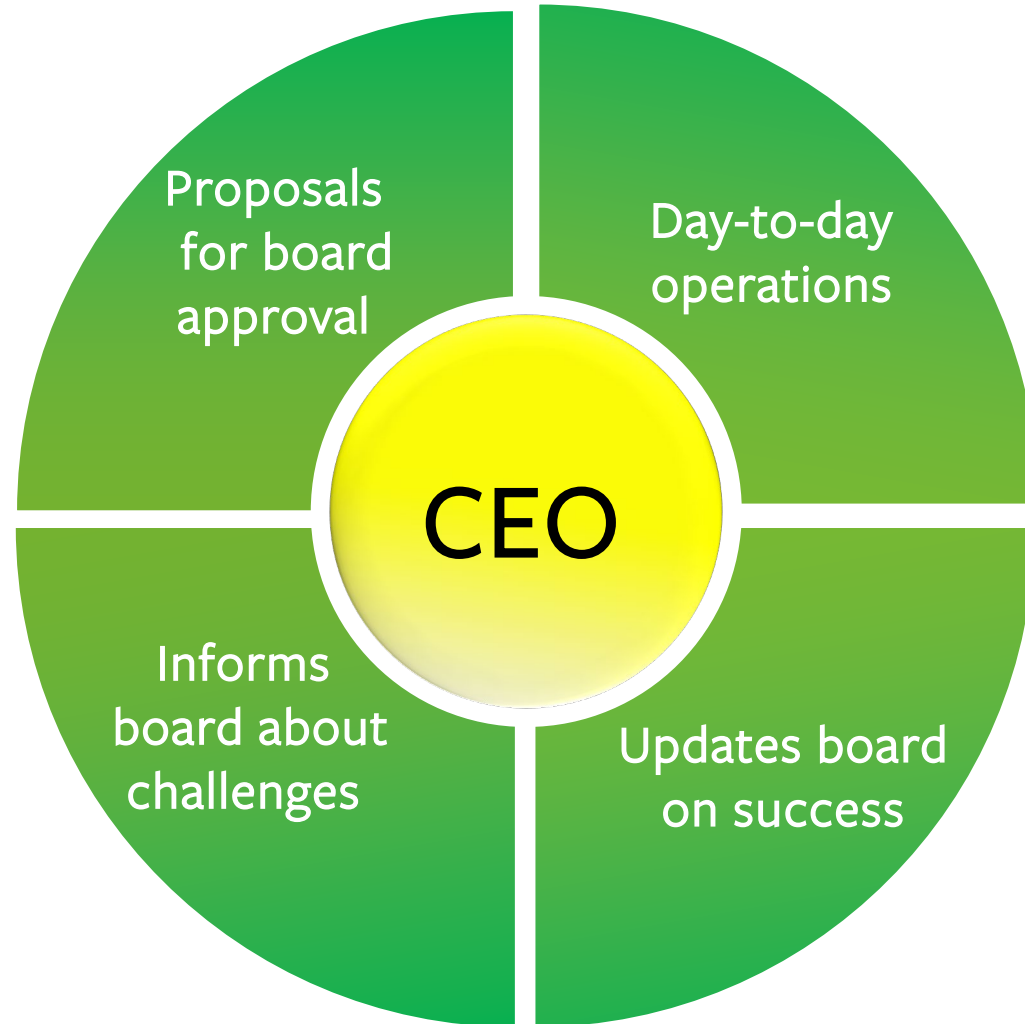 Proposals
for board
approval
Day-to-day
operations
CEO
Informs
board about
challenges
Updates board
on success